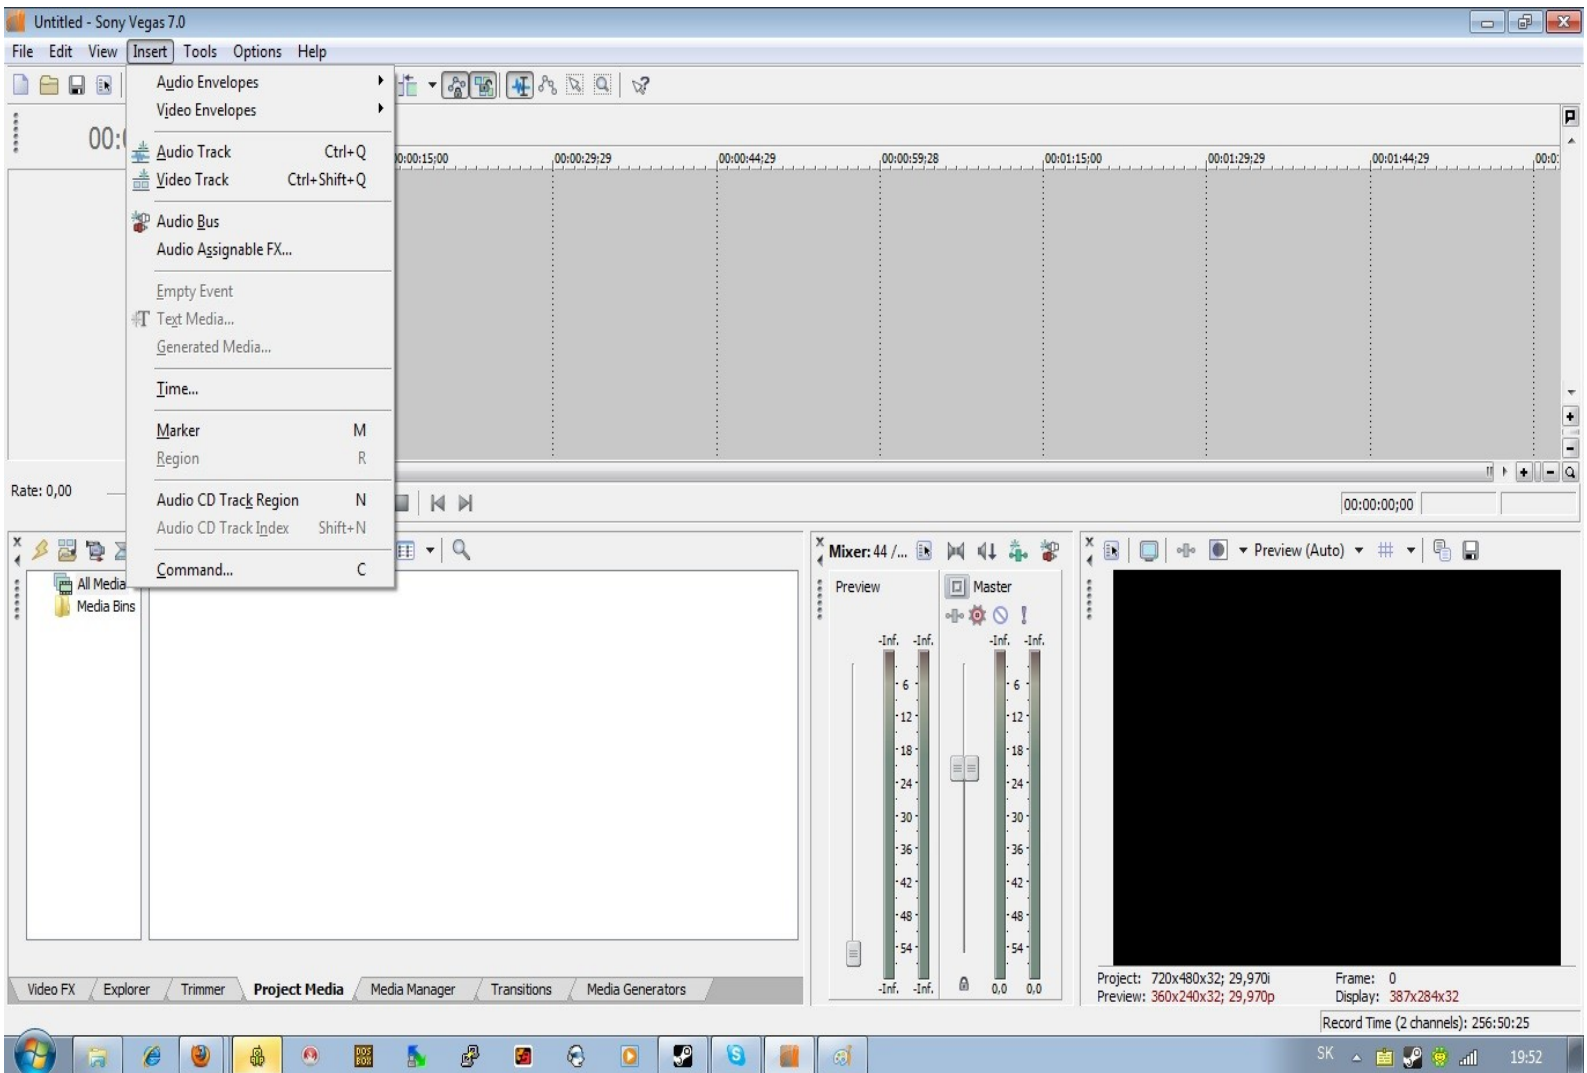 Untitled - Sony Vegas 7.0
File Edit View Insert Tools Options Help
Audio Envelopes
Video Envelopes
Audio Track Ctrl+Q
Video Track Ctrl+Shift+Q
Audio Bus
Audio Assignable FX...
Empty Event
Text Media...
Generated Media...
Time...
Marker M
Region R
Audio CD Track Region N
Audio CD Track Index Shift+N
Command... C
00:00:29;29 00:00:44;29 00:00:59;28 00:01:15;00 00:01:29;29 00:01:44;29
Rate: 0,00
00:00:00;00
All Media
Media Bins
Mixer: 44 /...
Preview (Auto)
Preview Master
-Inf. -Inf. -Inf. -Inf.
6 6
12 12
18 18
24 24
30 30
36 36
42 42
48 48
54 54
-Inf. -Inf. 0,0 0,0
Project: 720x480x32; 29,970i Frame: 0
Preview: 360x240x32; 29,970p Display: 387x284x32
Video FX Explorer Trimmer Project Media Media Manager Transitions Media Generators
Record Time (2 channels): 256:50:25
DOS BOX
SK 19:52